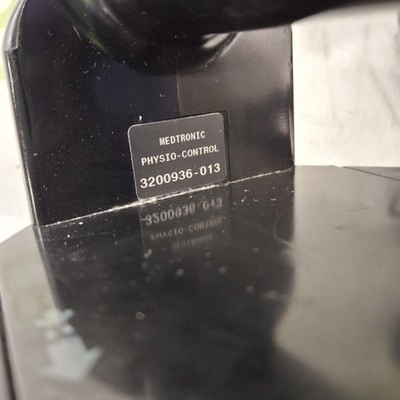 MEDTRONIC
PHYSIO-CONTROL
3200936-013